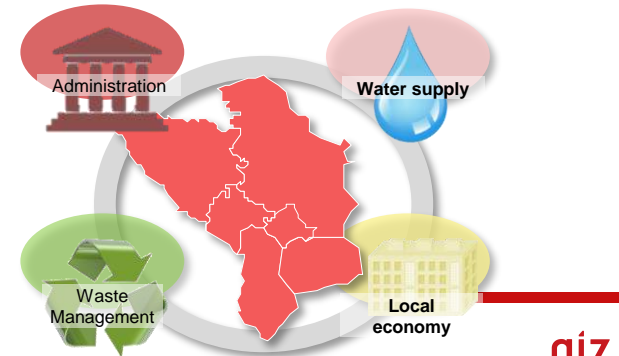 Administration
Water supply
Waste
Management
Local
economy
giz